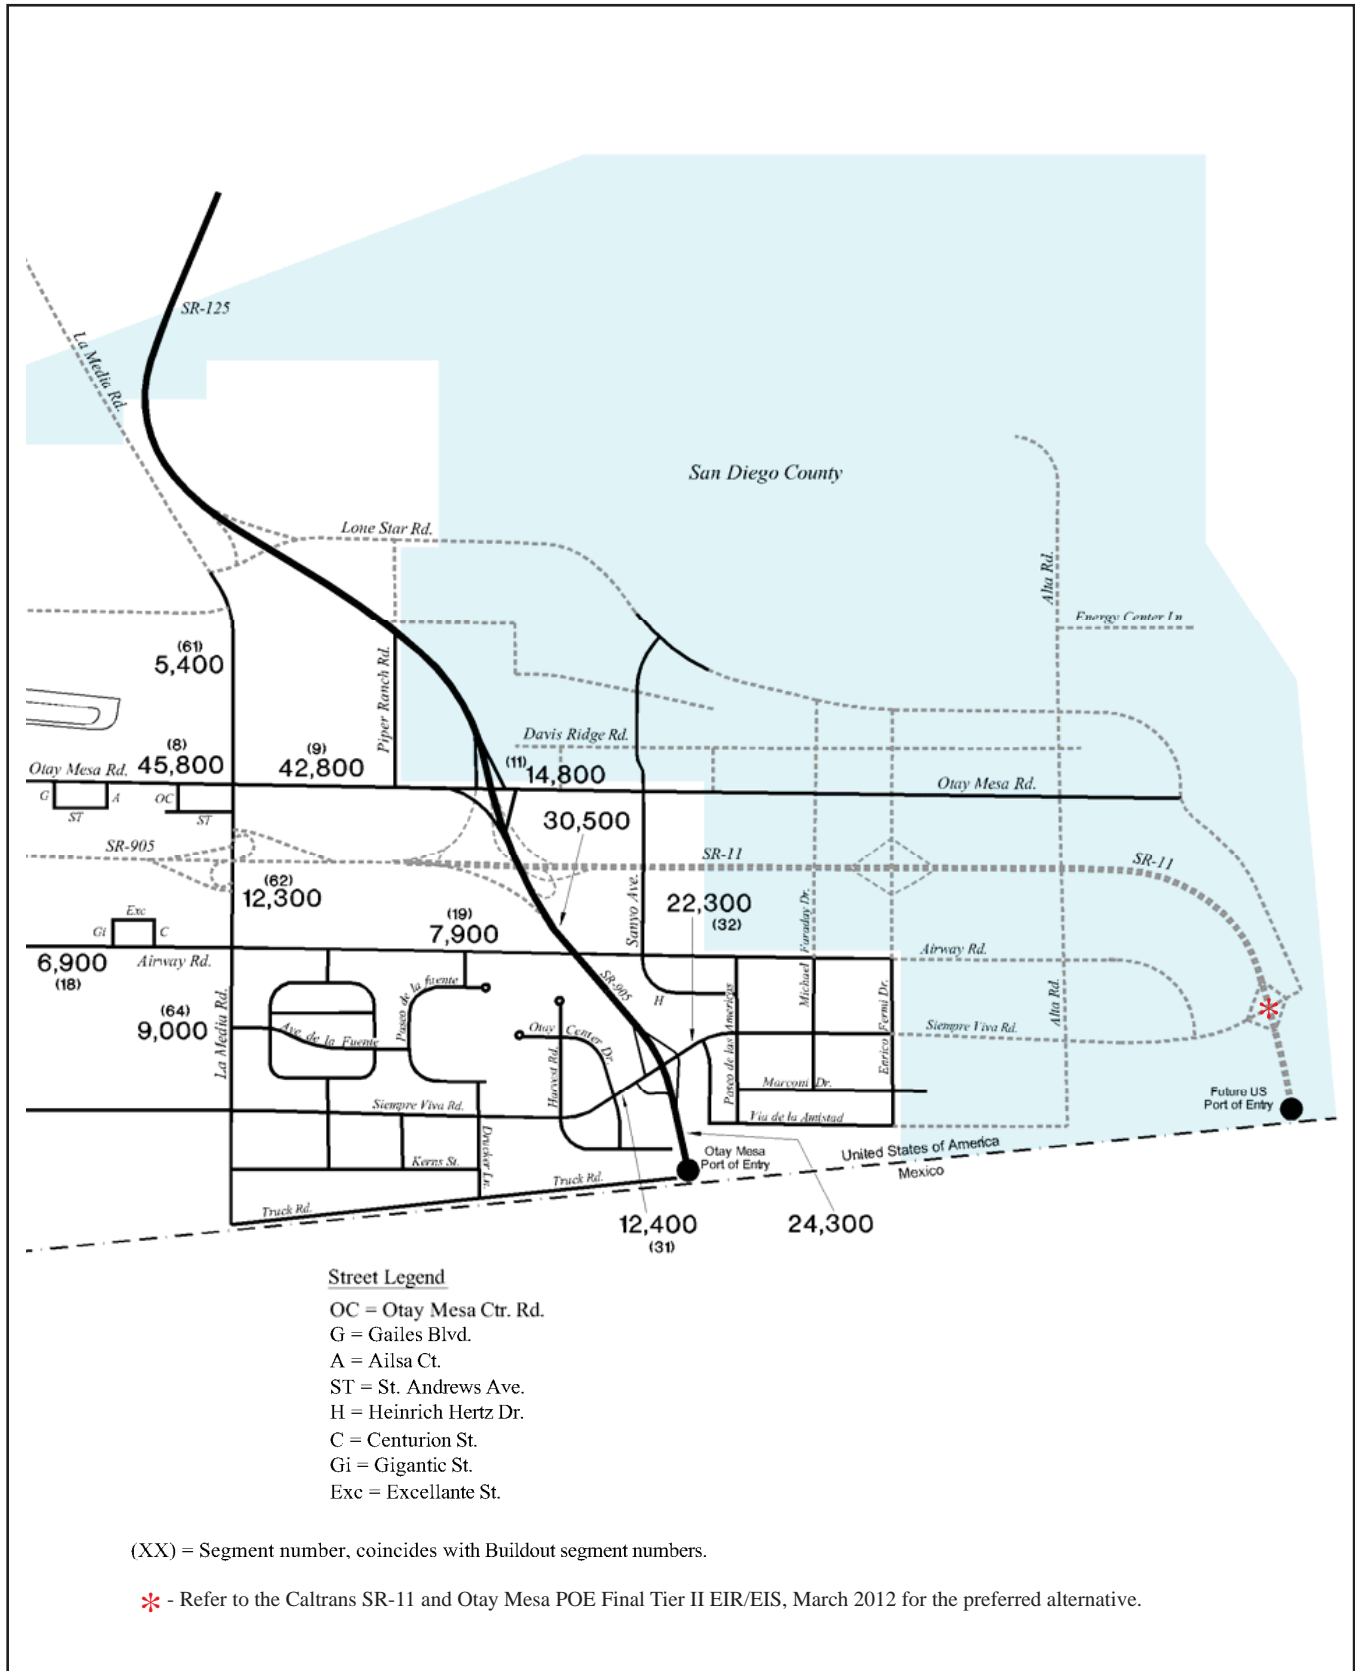 SR-125
La Media Rd.
San Diego County
Lone Star Rd.
Alta Rd.
Energy Center Ln
(61)
5,400
Piper Ranch Rd.
Davis Ridge Rd.
(8)
45,800
(9)
42,800
(11)
14,800
Otay Mesa Rd.
Otay Mesa Rd.
G
A
ST
OC
ST
30,500
SR-905
SR-11
SR-11
(62)
12,300
Exc
Gi
C
(19)
7,900
Sanyo Ave.
22,300
(32)
Michael Faraday Dr.
6,900
(18)
Airway Rd.
Airway Rd.
(64)
9,000
La Media Rd.
Ave. de la Fuente
Paseo de la fuente
SR-905
H
Otay Center Dr.
Harvest Rd.
Paseo de las Americas
Enrico Fermi Dr.
Alta Rd.
Siempre Viva Rd.
Marconi Dr.
Via de la Amistad
Siempre Viva Rd.
Drucker Ln.
Kerns St.
Truck Rd.
Truck Rd.
Otay Mesa
Port of Entry
Future US
Port of Entry
United States of America
Mexico
12,400
(31)
24,300
Street Legend
OC = Otay Mesa Ctr. Rd.
G = Gailes Blvd.
A = Ailsa Ct.
ST = St. Andrews Ave.
H = Heinrich Hertz Dr.
C = Centurion St.
Gi = Gigantic St.
Exc = Excellante St.
(XX) = Segment number, coincides with Buildout segment numbers.
* - Refer to the Caltrans SR-11 and Otay Mesa POE Final Tier II EIR/EIS, March 2012 for the preferred alternative.